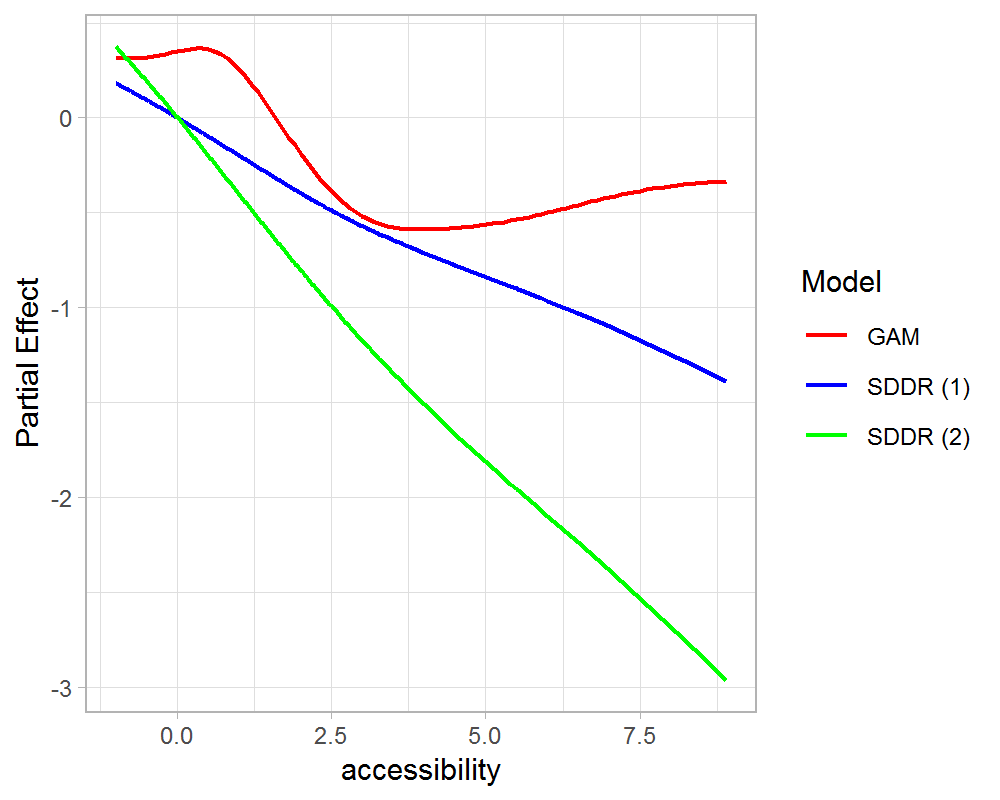 Partial Effect
0
-1
-2
-3
0.0
2.5
5.0
7.5
accessibility
Model
GAM
SDDR (1)
SDDR (2)